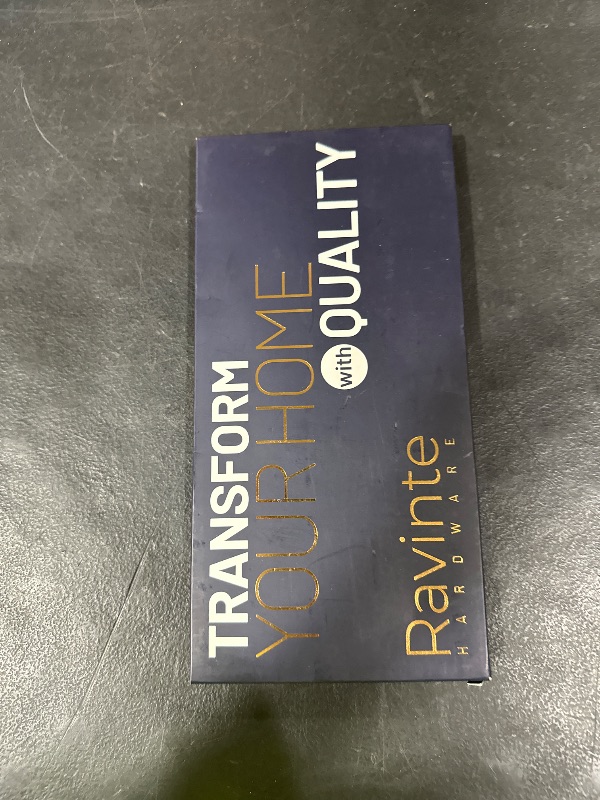 TRANSFORM
YOUR HOME
with QUALITY
Ravinte
HARDWARE